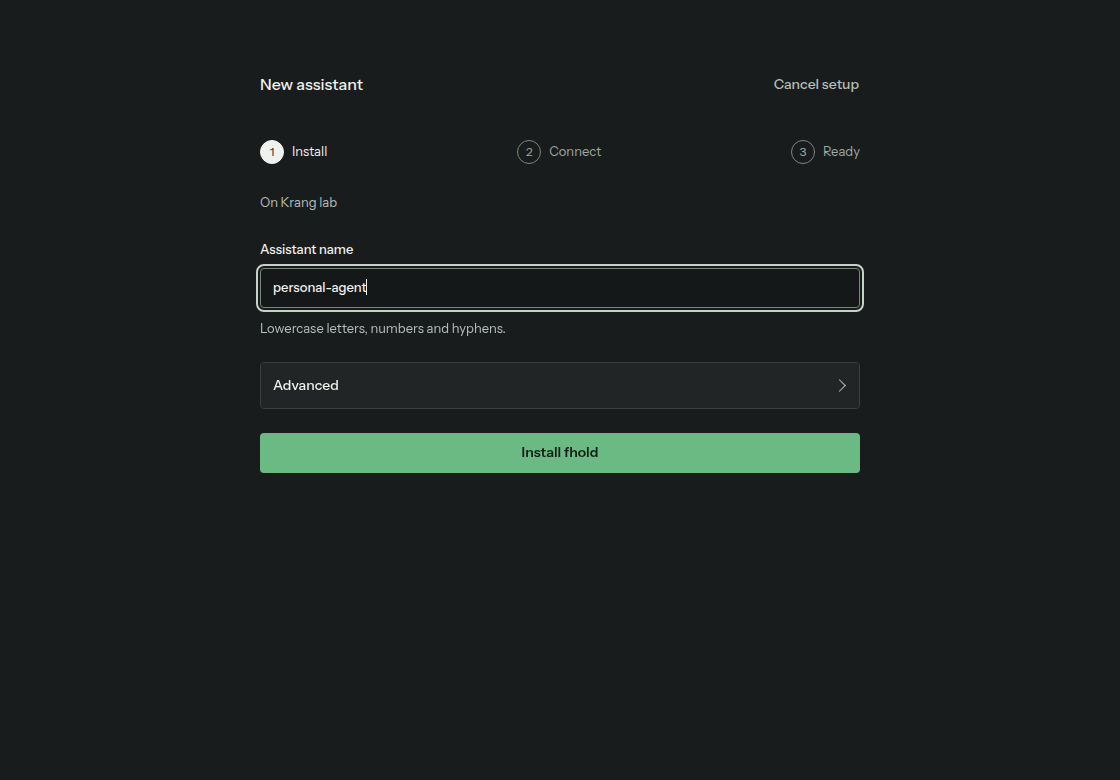 New assistant
Cancel setup
1 Install
2 Connect
3 Ready
On Krang lab
Assistant name
personal-agent
Lowercase letters, numbers and hyphens.
Advanced
Install fhold